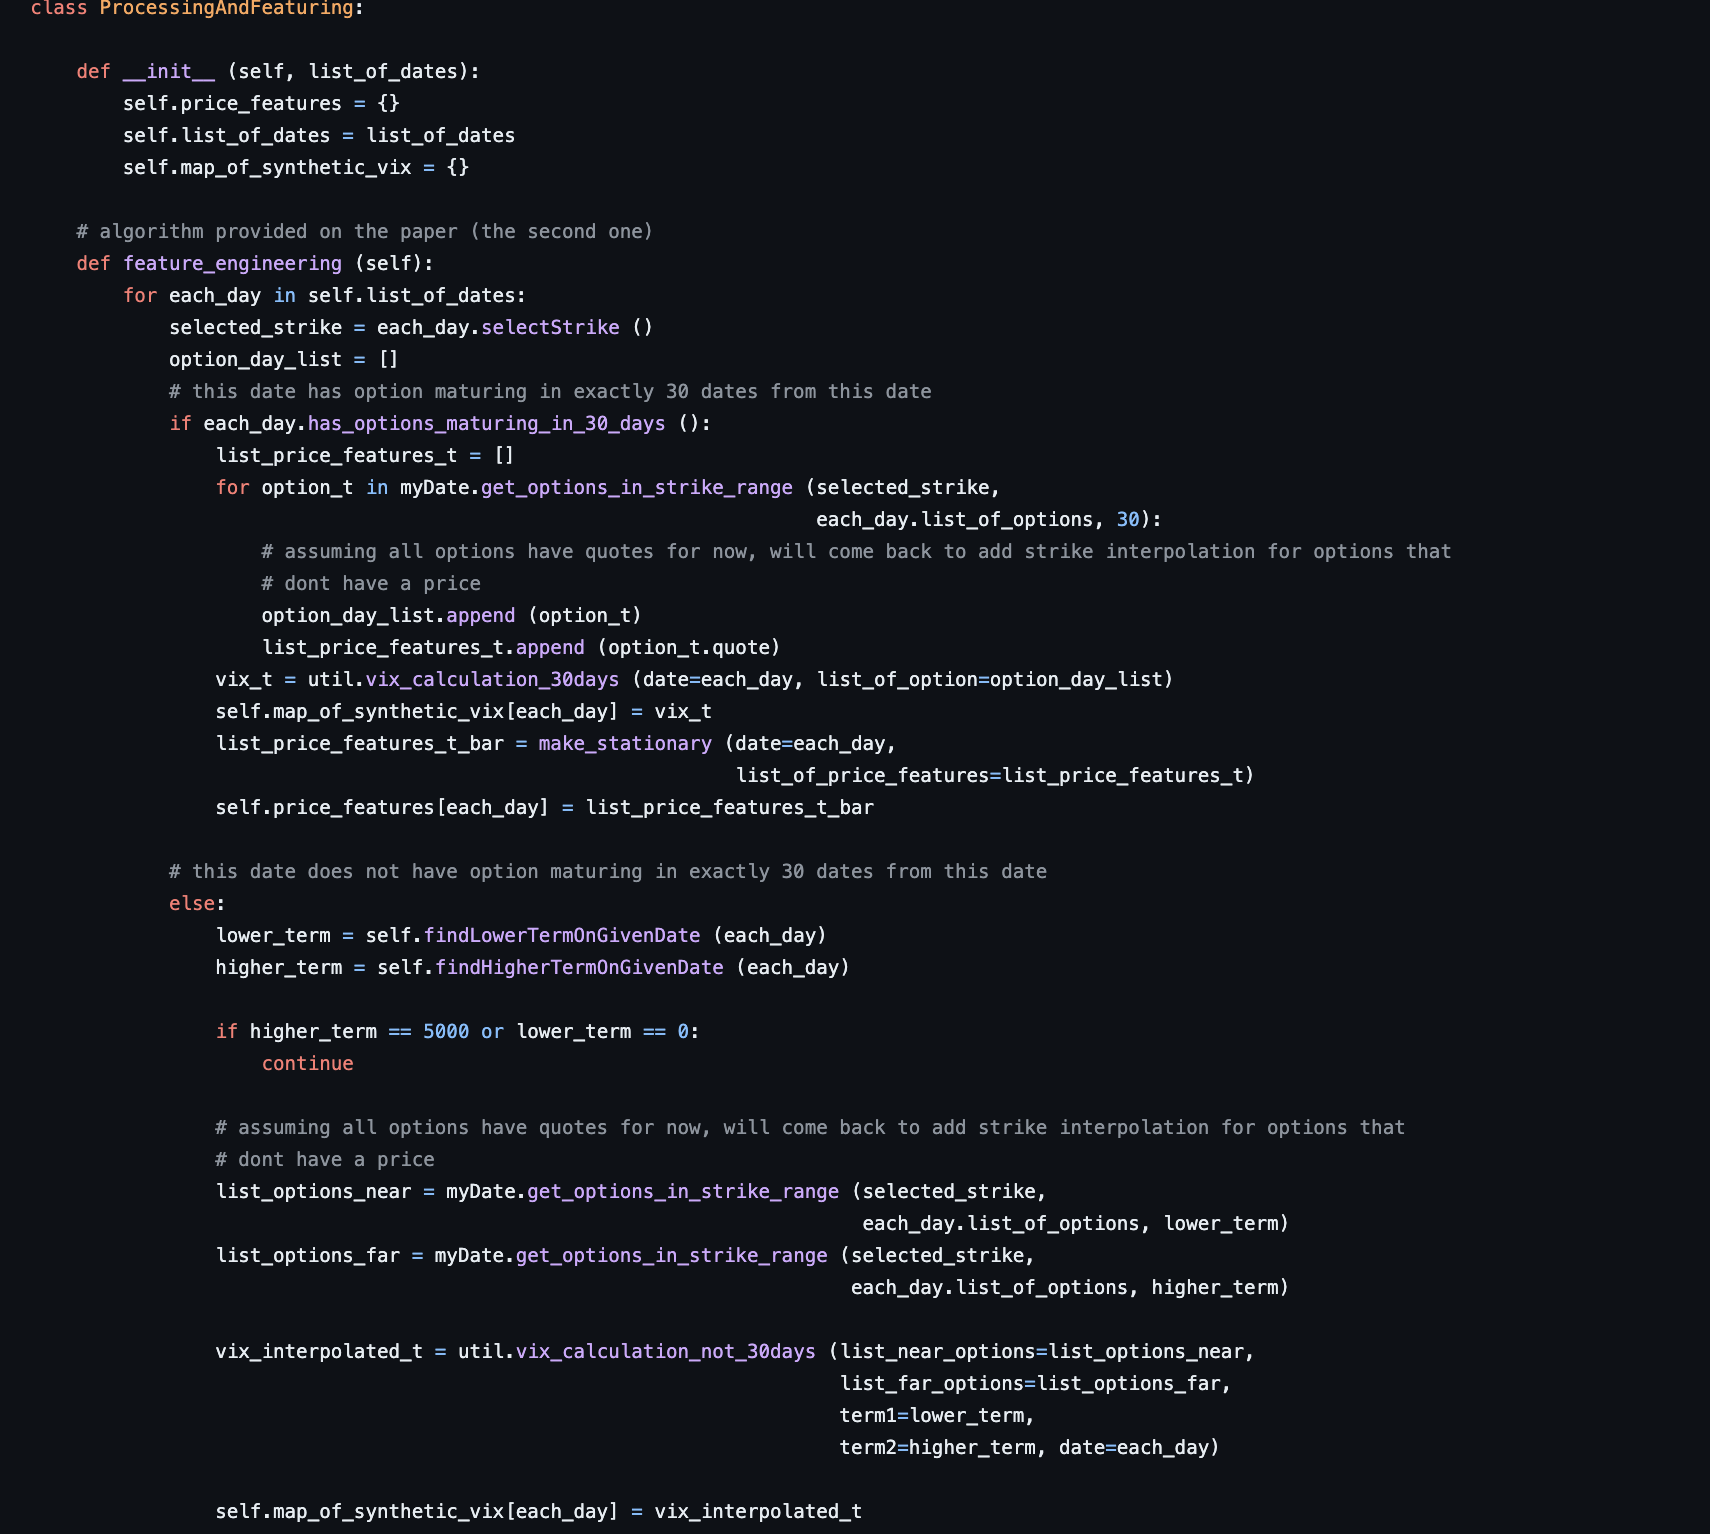 class ProcessingAndFeaturing:
def __init__ (self, list_of_dates):
self.price_features = {}
self.list_of_dates = list_of_dates
self.map_of_synthetic_vix = {}
# algorithm provided on the paper (the second one)
def feature_engineering (self):
for each_day in self.list_of_dates:
selected_strike = each_day.selectStrike ()
option_day_list = []
# this date has option maturing in exactly 30 dates from this date
if each_day.has_options_maturing_in_30_days ():
list_price_features_t = []
for option_t in myDate.get_options_in_strike_range (selected_strike,
each_day.list_of_options, 30):
# assuming all options have quotes for now, will come back to add strike interpolation for options that
# dont have a price
option_day_list.append (option_t)
list_price_features_t.append (option_t.quote)
vix_t = util.vix_calculation_30days (date=each_day, list_of_option=option_day_list)
self.map_of_synthetic_vix[each_day] = vix_t
list_price_features_t_bar = make_stationary (date=each_day,
list_of_price_features=list_price_features_t)
self.price_features[each_day] = list_price_features_t_bar
# this date does not have option maturing in exactly 30 dates from this date
else:
lower_term = self.findLowerTermOnGivenDate (each_day)
higher_term = self.findHigherTermOnGivenDate (each_day)
if higher_term == 5000 or lower_term == 0:
continue
# assuming all options have quotes for now, will come back to add strike interpolation for options that
# dont have a price
list_options_near = myDate.get_options_in_strike_range (selected_strike,
each_day.list_of_options, lower_term)
list_options_far = myDate.get_options_in_strike_range (selected_strike,
each_day.list_of_options, higher_term)
vix_interpolated_t = util.vix_calculation_not_30days (list_near_options=list_options_near,
list_far_options=list_options_far,
term1=lower_term,
term2=higher_term, date=each_day)
self.map_of_synthetic_vix[each_day] = vix_interpolated_t